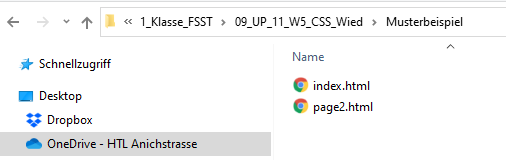 1_Klasse_FSST > 09_UP_11_W5_CSS_Wied > Musterbeispiel
Name
Schnellzugriff
index.html
Desktop
page2.html
Dropbox
OneDrive - HTL Anichstrasse